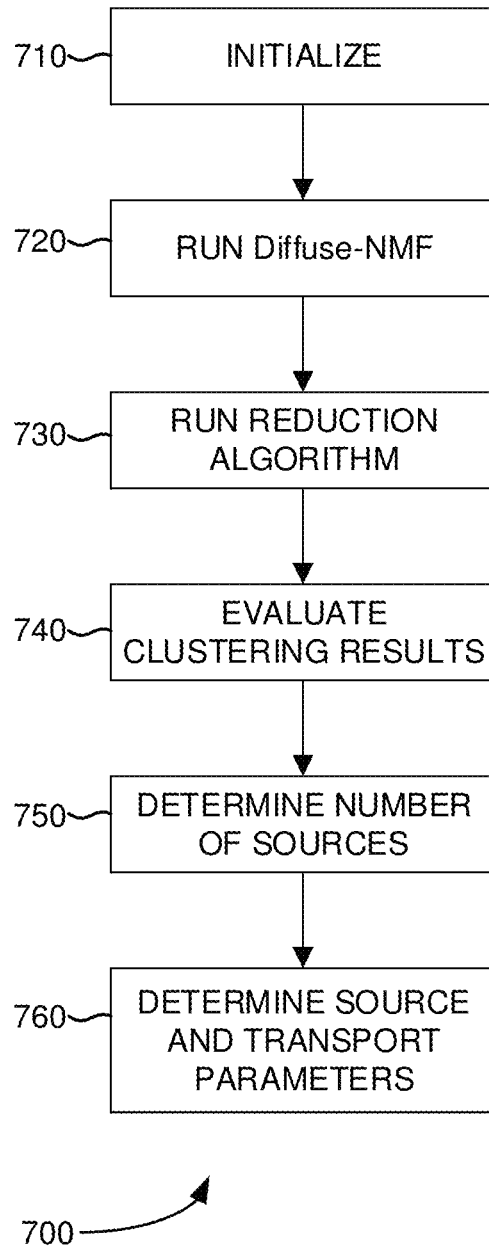 710
INITIALIZE
720
RUN Diffuse-NMF
730
RUN REDUCTION
ALGORITHM
740
EVALUATE
CLUSTERING RESULTS
750
DETERMINE NUMBER
OF SOURCES
760
DETERMINE SOURCE
AND TRANSPORT
PARAMETERS
700